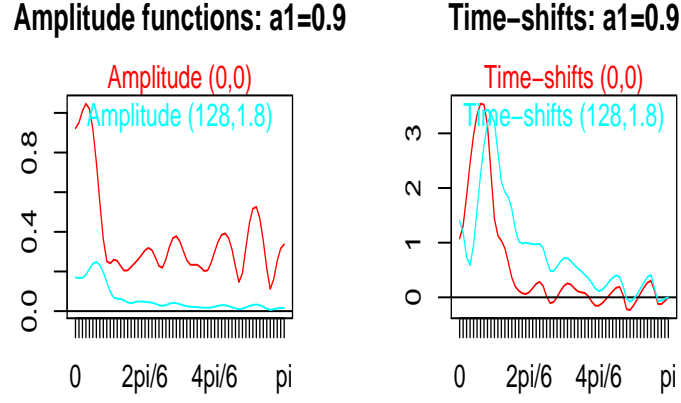 Amplitude functions: a1=0.9
Amplitude (0,0)
Amplitude (128,1.8)
0.8
0.4
0.0
0 2pi/6 4pi/6 pi
Time−shifts: a1=0.9
Time−shifts (0,0)
Time−shifts (128,1.8)
3
2
1
0
0 2pi/6 4pi/6 pi